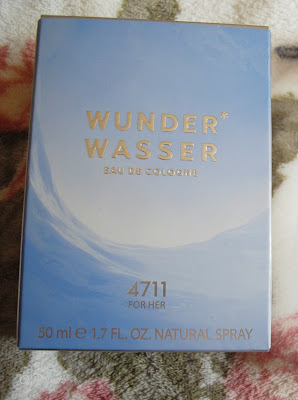 WUNDER*
WASSER
EAU DE COLOGNE
4711
FOR HER
50 ml e 1.7 FL. OZ. NATURAL SPRAY